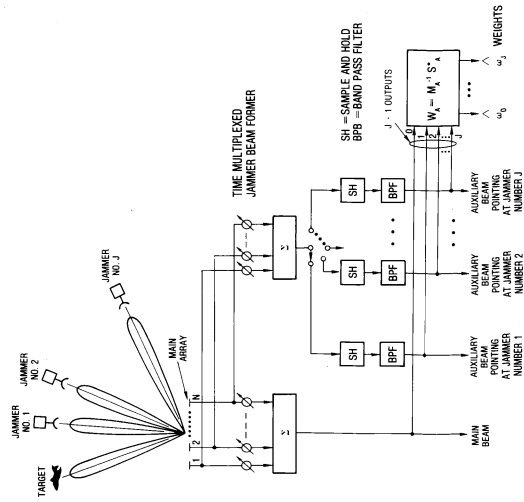 TARGET
JAMMER
NO. 1
JAMMER
NO. 2
JAMMER
NO. J
MAIN ARRAY
1
2
N
TIME MULTIPLEXED
JAMMER BEAM FORMER
Σ
Σ
SH = SAMPLE AND HOLD
BPB = BAND PASS FILTER
SH
SH
SH
BPF
BPF
BPF
J - 1 OUTPUTS
0
1
2
J
W_A = M_A^-1 S*_A
ω_0
ω_J
WEIGHTS
MAIN
BEAM
AUXILIARY
BEAM
POINTING
AT JAMMER
NUMBER 1
AUXILIARY
BEAM
POINTING
AT JAMMER
NUMBER 2
AUXILIARY
BEAM
POINTING
AT JAMMER
NUMBER J